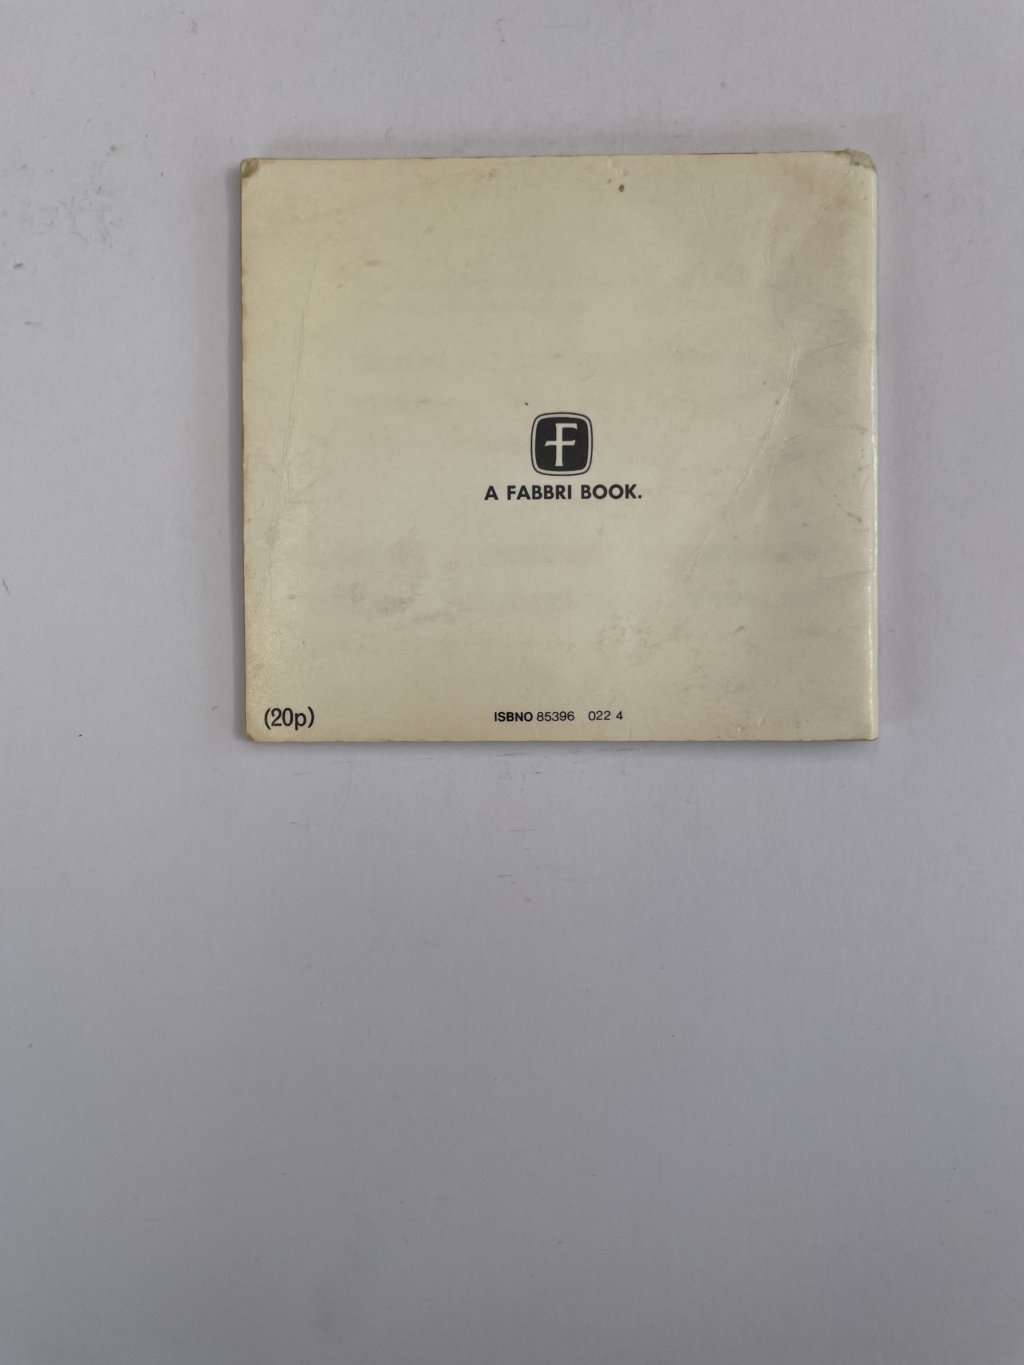 F
A FABBRI BOOK.
(20p)
ISBNO 85396 022 4